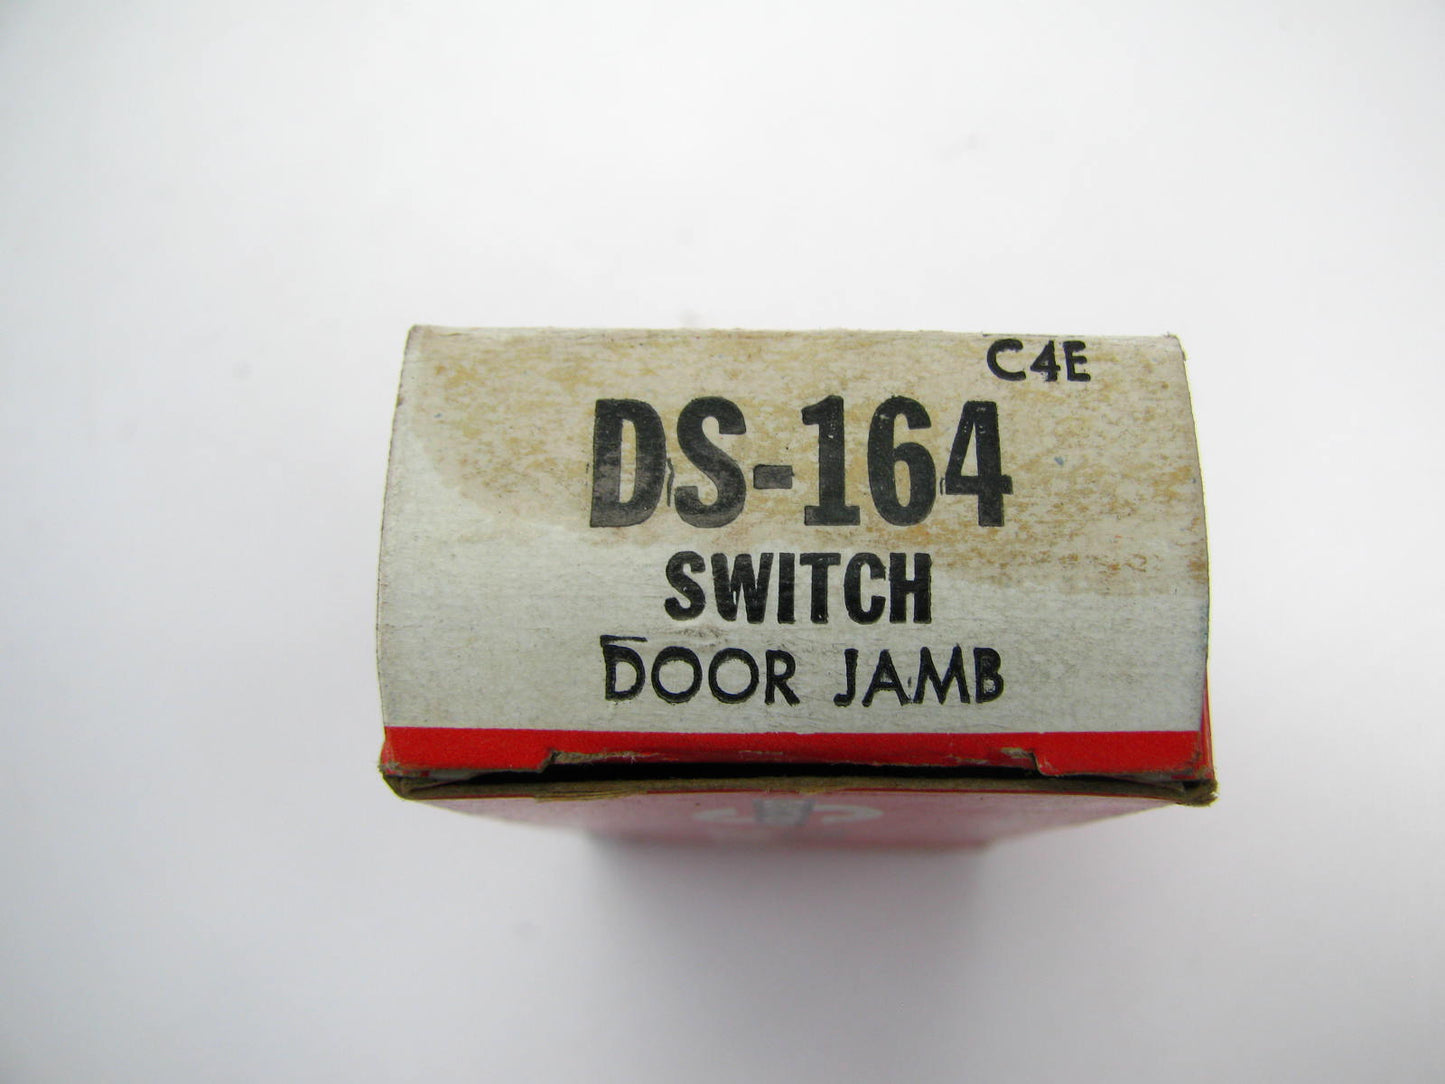 C4E
DS-164
SWITCH
DOOR JAMB